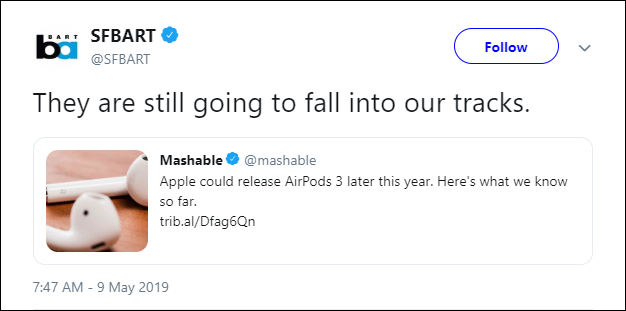 BART
ba
SFBART
@SFBART
Follow
They are still going to fall into our tracks.
Mashable @mashable
Apple could release AirPods 3 later this year. Here's what we know
so far.
trib.al/Dfag6Qn
7:47 AM - 9 May 2019